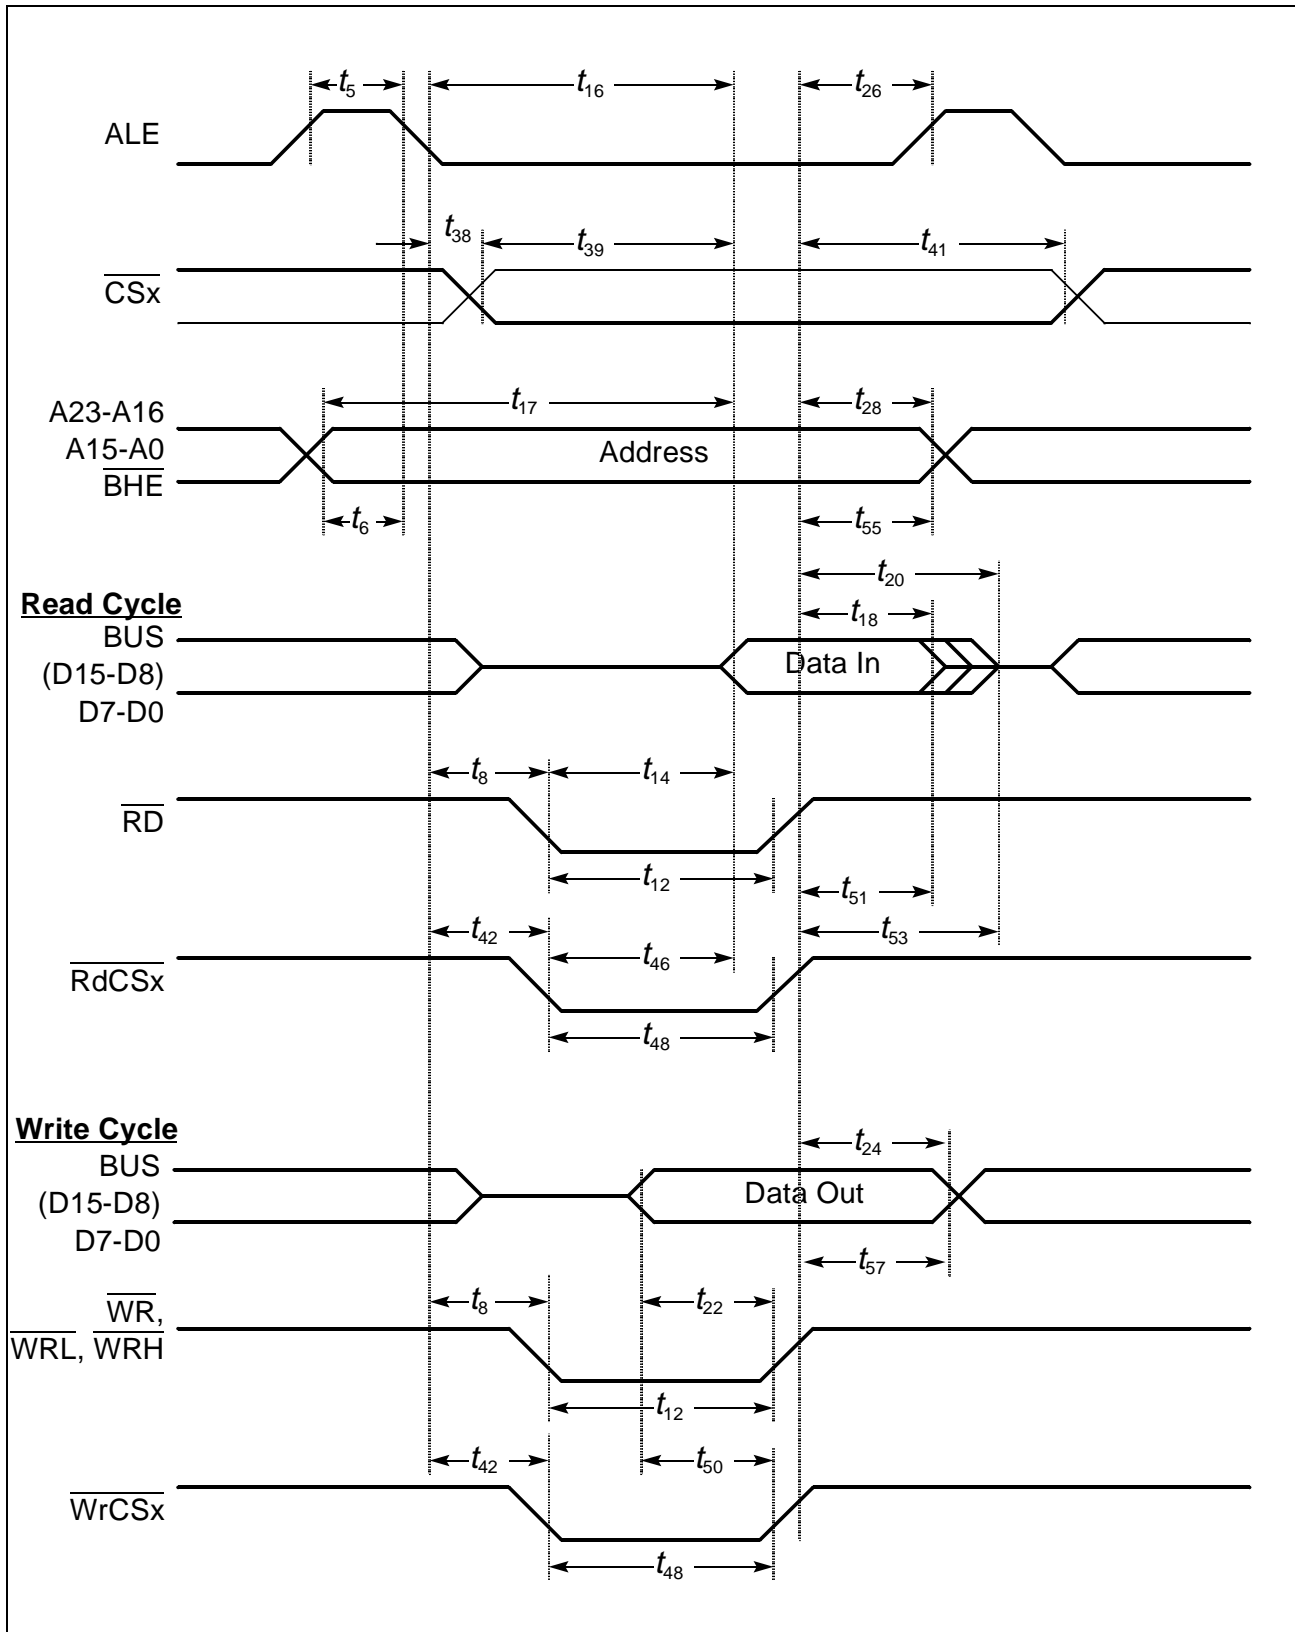 t5 t16 t26
ALE
t38 t39 t41
CSx
t17 t28
A23-A16
A15-A0
BHE
Address
t6 t55
t20
Read Cycle
t18
BUS
(D15-D8)
D7-D0
Data In
t8 t14
RD
t12 t51
t42 t46 t53
RdCSx
t48
Write Cycle
t24
BUS
(D15-D8)
D7-D0
Data Out
t57
t8 t22
WR,
WRL, WRH
t12
t42 t50
WrCSx
t48